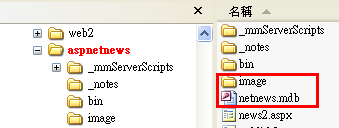 web2
aspnetnews
_mmServerScripts
_notes
bin
image
名稱
_mmServerScripts
_notes
bin
image
netnews.mdb
news2.aspx